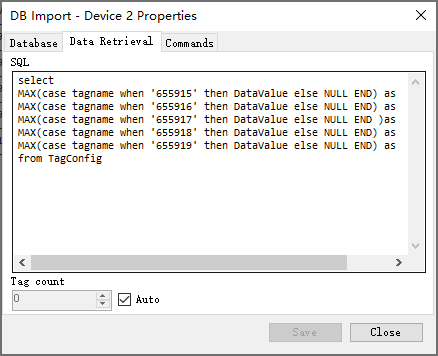 DB Import - Device 2 Properties
Database Data Retrieval Commands
SQL
select
MAX(case tagname when '655915' then DataValue else NULL END) as
MAX(case tagname when '655916' then DataValue else NULL END) as
MAX(case tagname when '655917' then DataValue else NULL END )as
MAX(case tagname when '655918' then DataValue else NULL END) as
MAX(case tagname when '655919' then DataValue else NULL END) as
from TagConfig
Tag count
0 Auto
Save Close